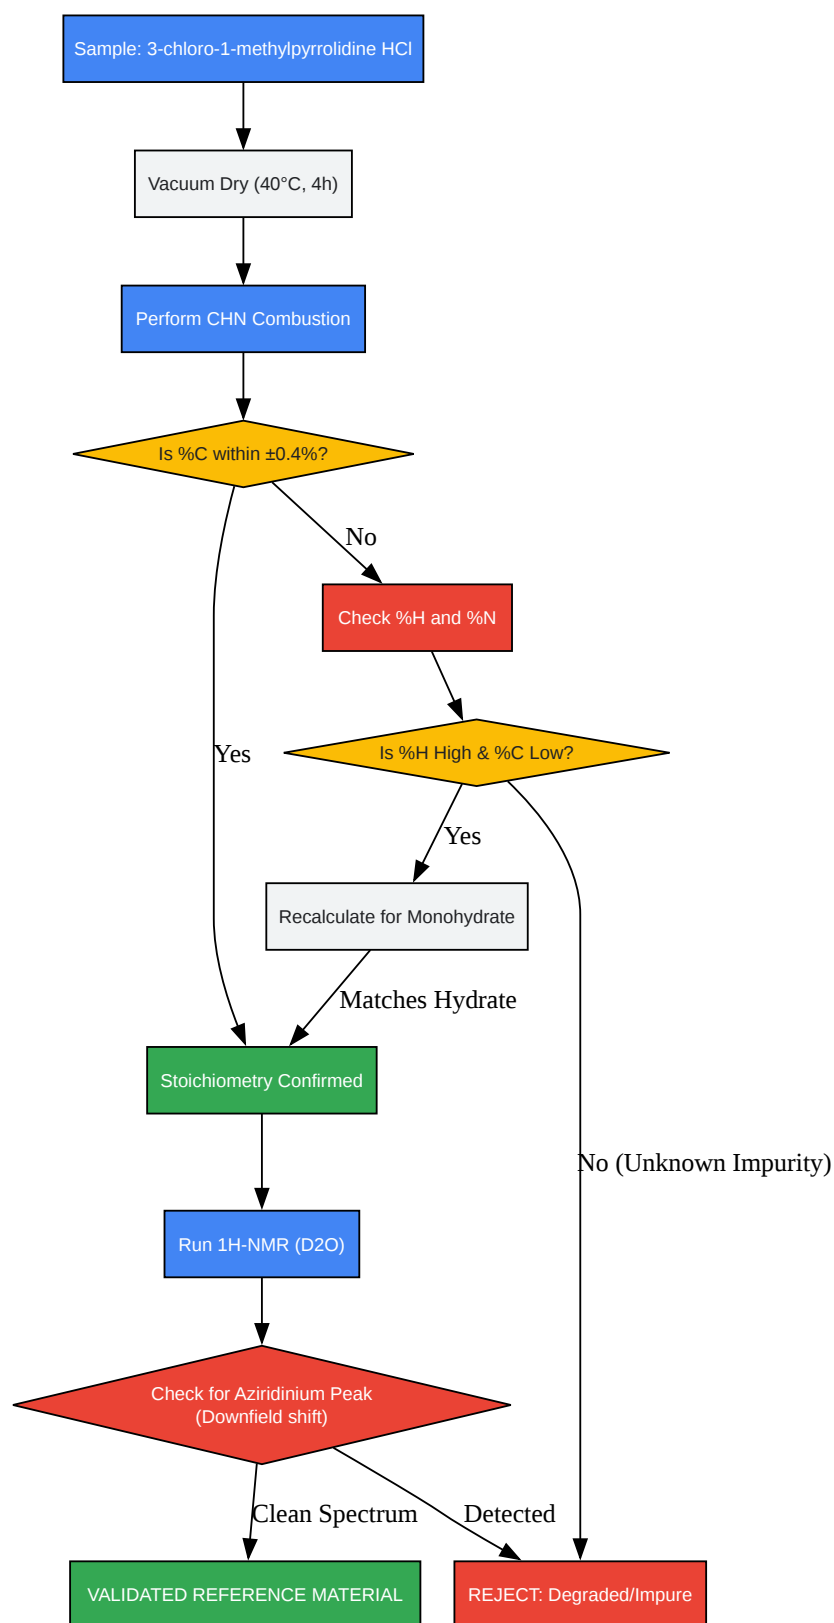 Sample: 3-chloro-1-methylpyrrolidine HCl
Vacuum Dry (40°C, 4h)
Perform CHN Combustion
Is %C within ±0.4%?
No
Check %H and %N
Yes
Is %H High & %C Low?
Yes
Recalculate for Monohydrate
Matches Hydrate
Stoichiometry Confirmed
No (Unknown Impurity)
Run 1H-NMR (D2O)
Check for Aziridinium Peak
(Downfield shift)
Clean Spectrum
Detected
VALIDATED REFERENCE MATERIAL
REJECT: Degraded/Impure